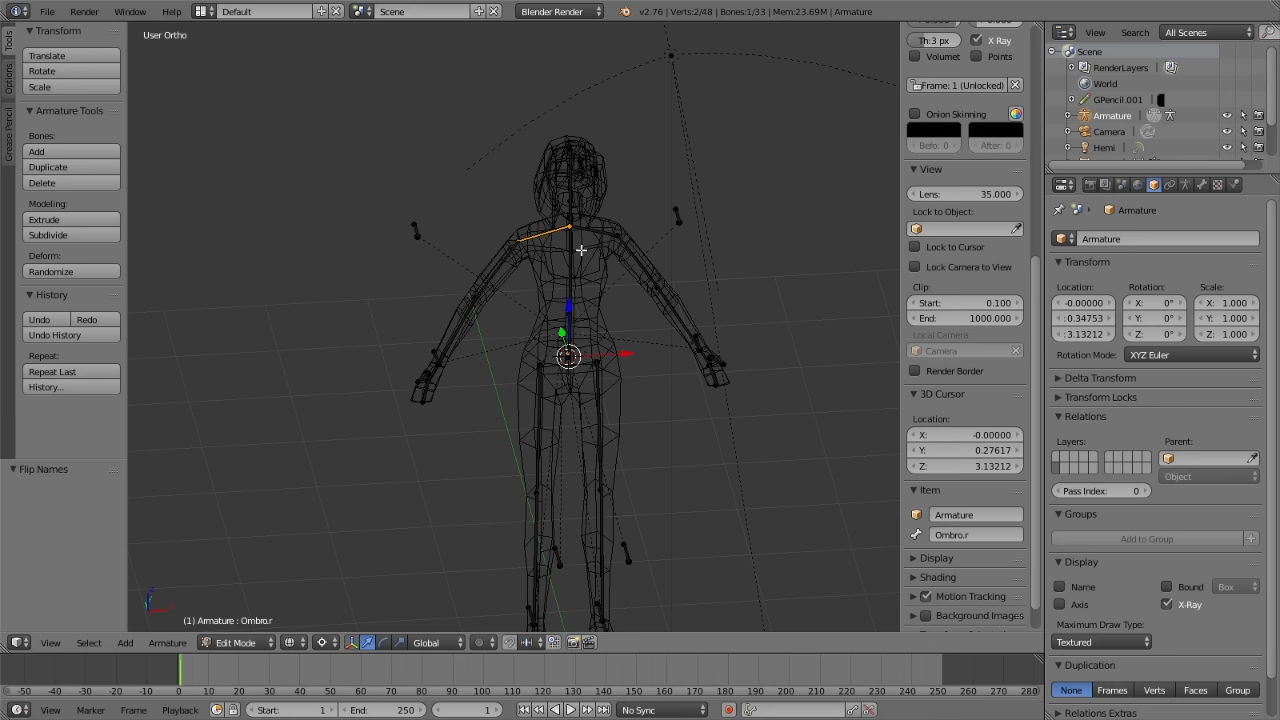 File Render Window Help Default Scene Blender Render v2.76 | Verts:2/48 | Bones:1/33 | Mem:23.69M | Armature
Tools
Options
Grease Pencil
Transform
Translate
Rotate
Scale
Armature Tools
Bones:
Add
Duplicate
Delete
Modeling:
Extrude
Subdivide
Deform:
Randomize
History
Undo Redo
Undo History
Repeat:
Repeat Last
History...
Flip Names
User Ortho
(1) Armature : Ombro.r
Th:3 px X Ray
Volumet Points
Frame: 1 (Unlocked)
Onion Skinning
Befo: 0 After: 0
View
Lens: 35.000
Lock to Object:
Lock to Cursor
Lock Camera to View
Clip:
Start: 0.100
End: 1000.000
Local Camera
Camera
Render Border
3D Cursor
Location:
X: -0.00000
Y: 0.27617
Z: 3.13212
Item
Armature
Ombro.r
Display
Shading
Motion Tracking
Background Images
View Search All Scenes
Scene
RenderLayers
World
GPencil.001
Armature
Camera
Hemi
Armature
Armature
Transform
Location: Rotation: Scale:
-0.00000 X: 0° X: 1.000
0.34753 Y: 0° Y: 1.000
3.13212 Z: 0° Z: 1.000
Rotation Mode: XYZ Euler
Delta Transform
Transform Locks
Relations
Layers: Parent:
Object
Pass Index: 0
Groups
Add to Group
Display
Name Bound Box
Axis X-Ray
Maximum Draw Type:
Textured
Duplication
None Frames Verts Faces Group
Relations Extras
View Select Add Armature Edit Mode Global
-50 -40 -30 -20 -10 0 10 20 30 40 50 60 70 80 90 100 110 120 130 140 150 160 170 180 190 200 210 220 230 240 250 260 270 280
View Marker Frame Playback Start: 1 End: 250 1 No Sync